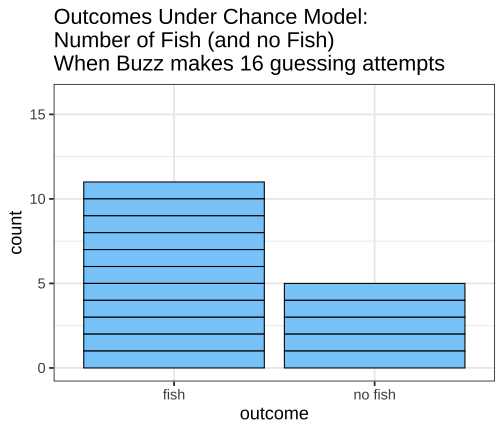 Outcomes Under Chance Model:
Number of Fish (and no Fish)
When Buzz makes 16 guessing attempts
15
10
5
0
count
fish
no fish
outcome